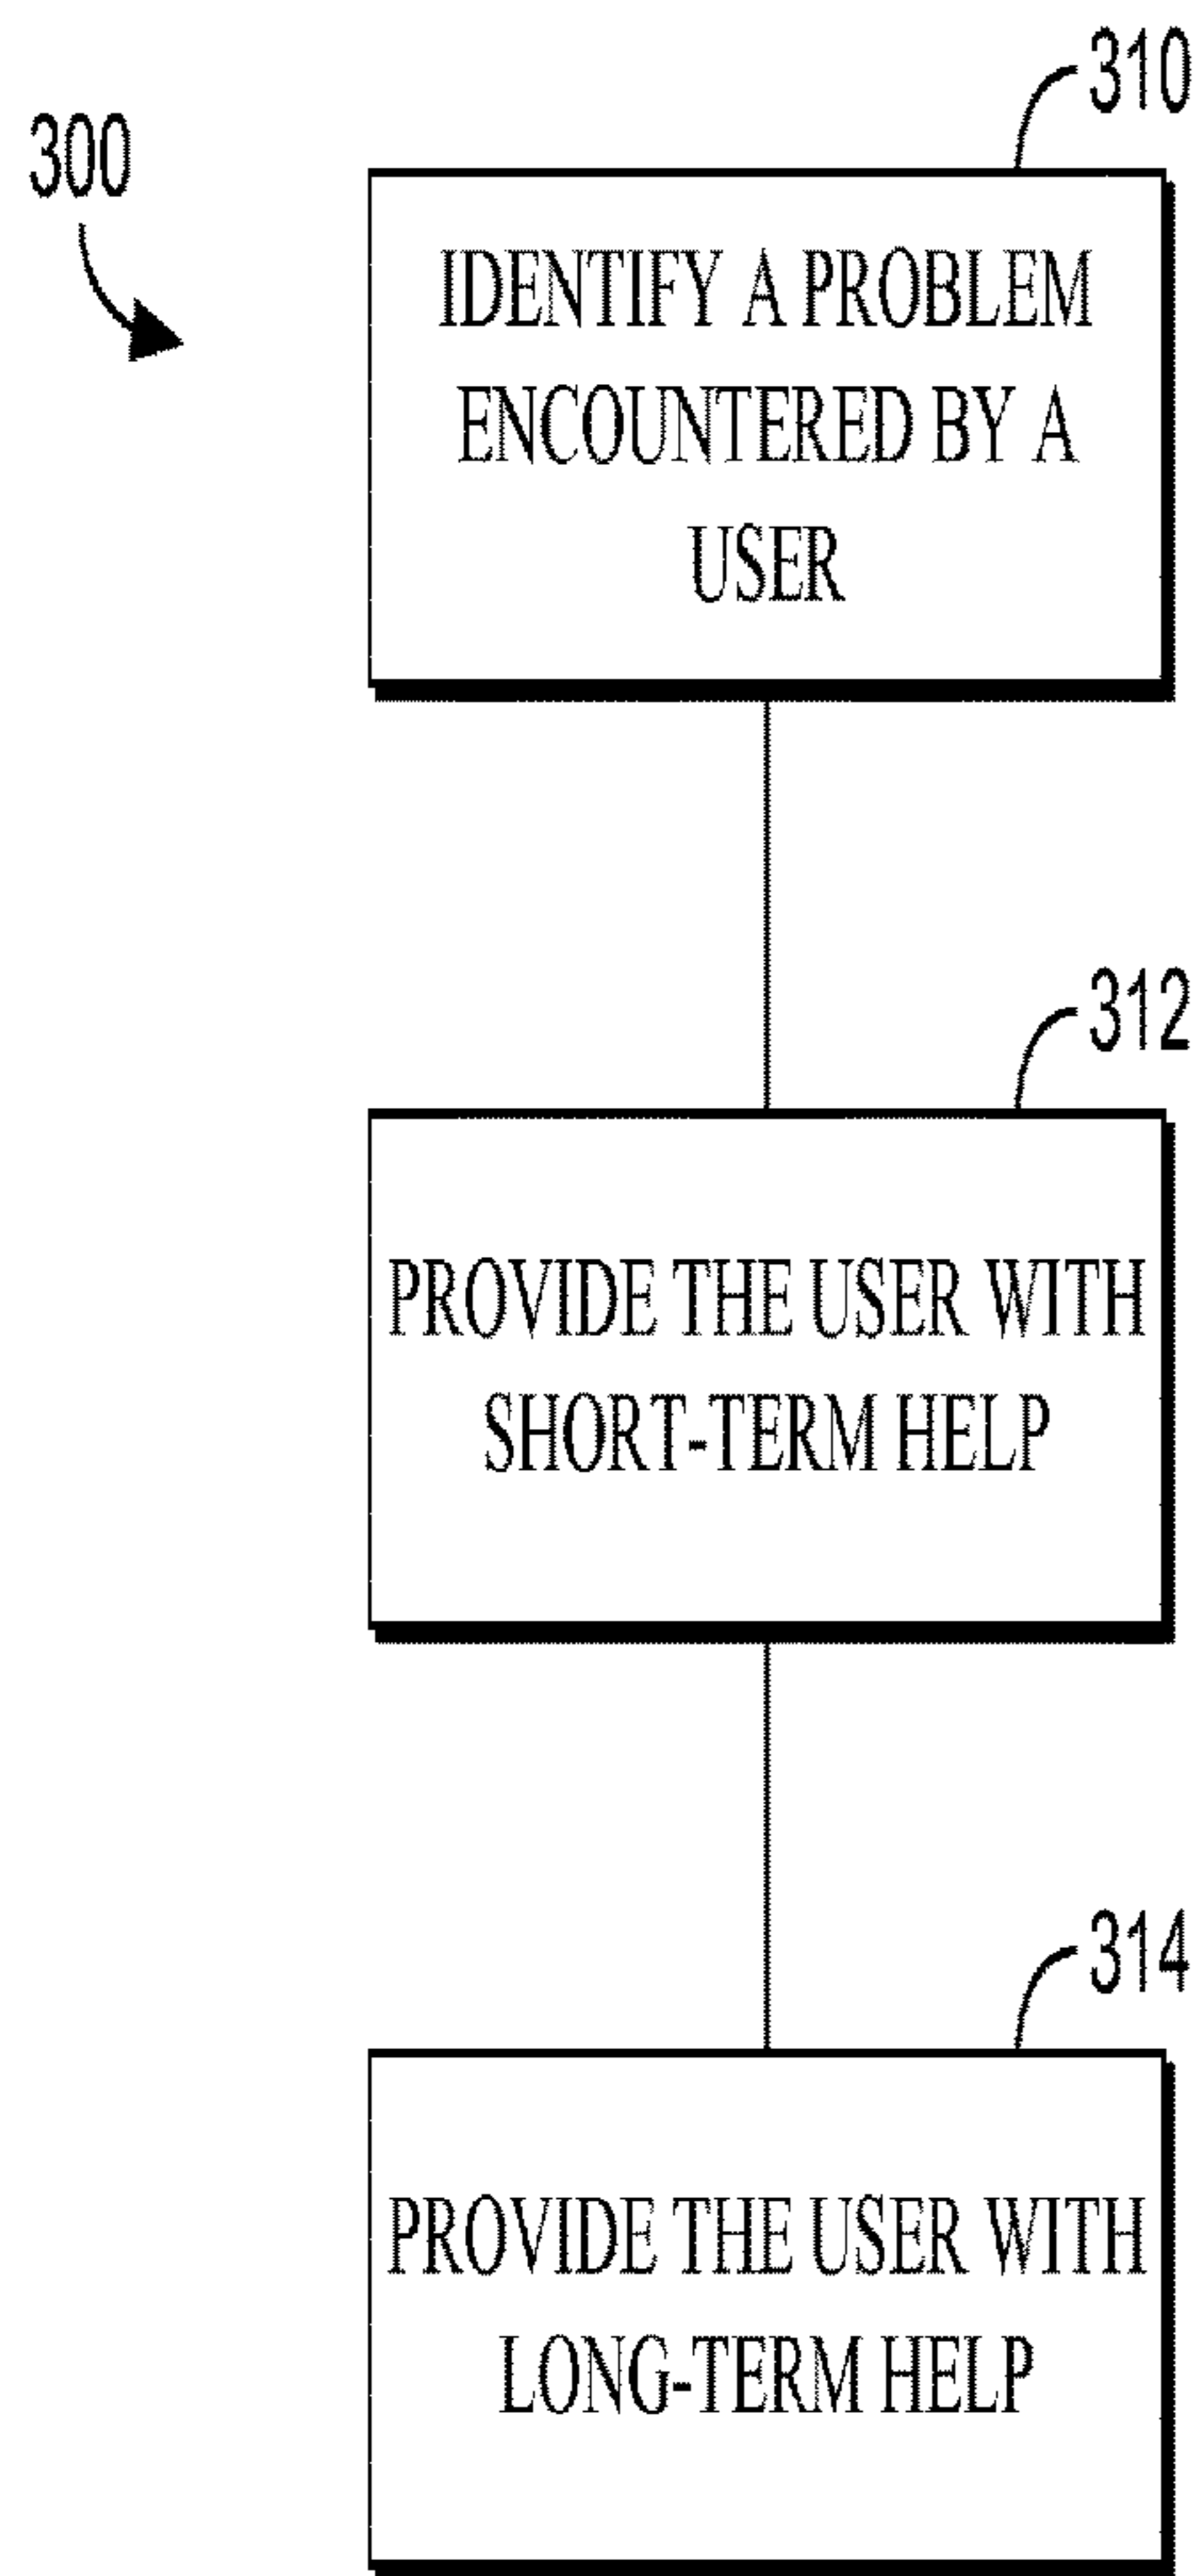 310
300
IDENTIFY A PROBLEM
ENCOUNTERED BY A
USER
312
PROVIDE THE USER WITH
SHORT-TERM HELP
314
PROVIDE THE USER WITH
LONG-TERM HELP